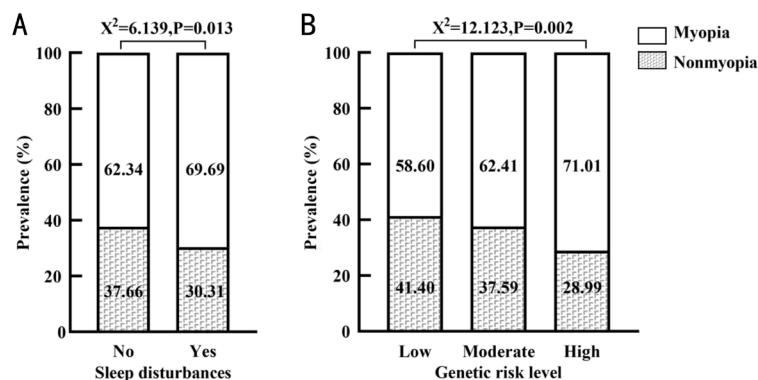 A
X²=6.139,P=0.013
100
80
60
40
20
0
Prevalence (%)
62.34
69.69
37.66
30.31
No
Yes
Sleep disturbances
B
X²=12.123,P=0.002
100
80
60
40
20
0
Prevalence (%)
58.60
62.41
71.01
41.40
37.59
28.99
Low
Moderate
High
Genetic risk level
Myopia
Nonmyopia